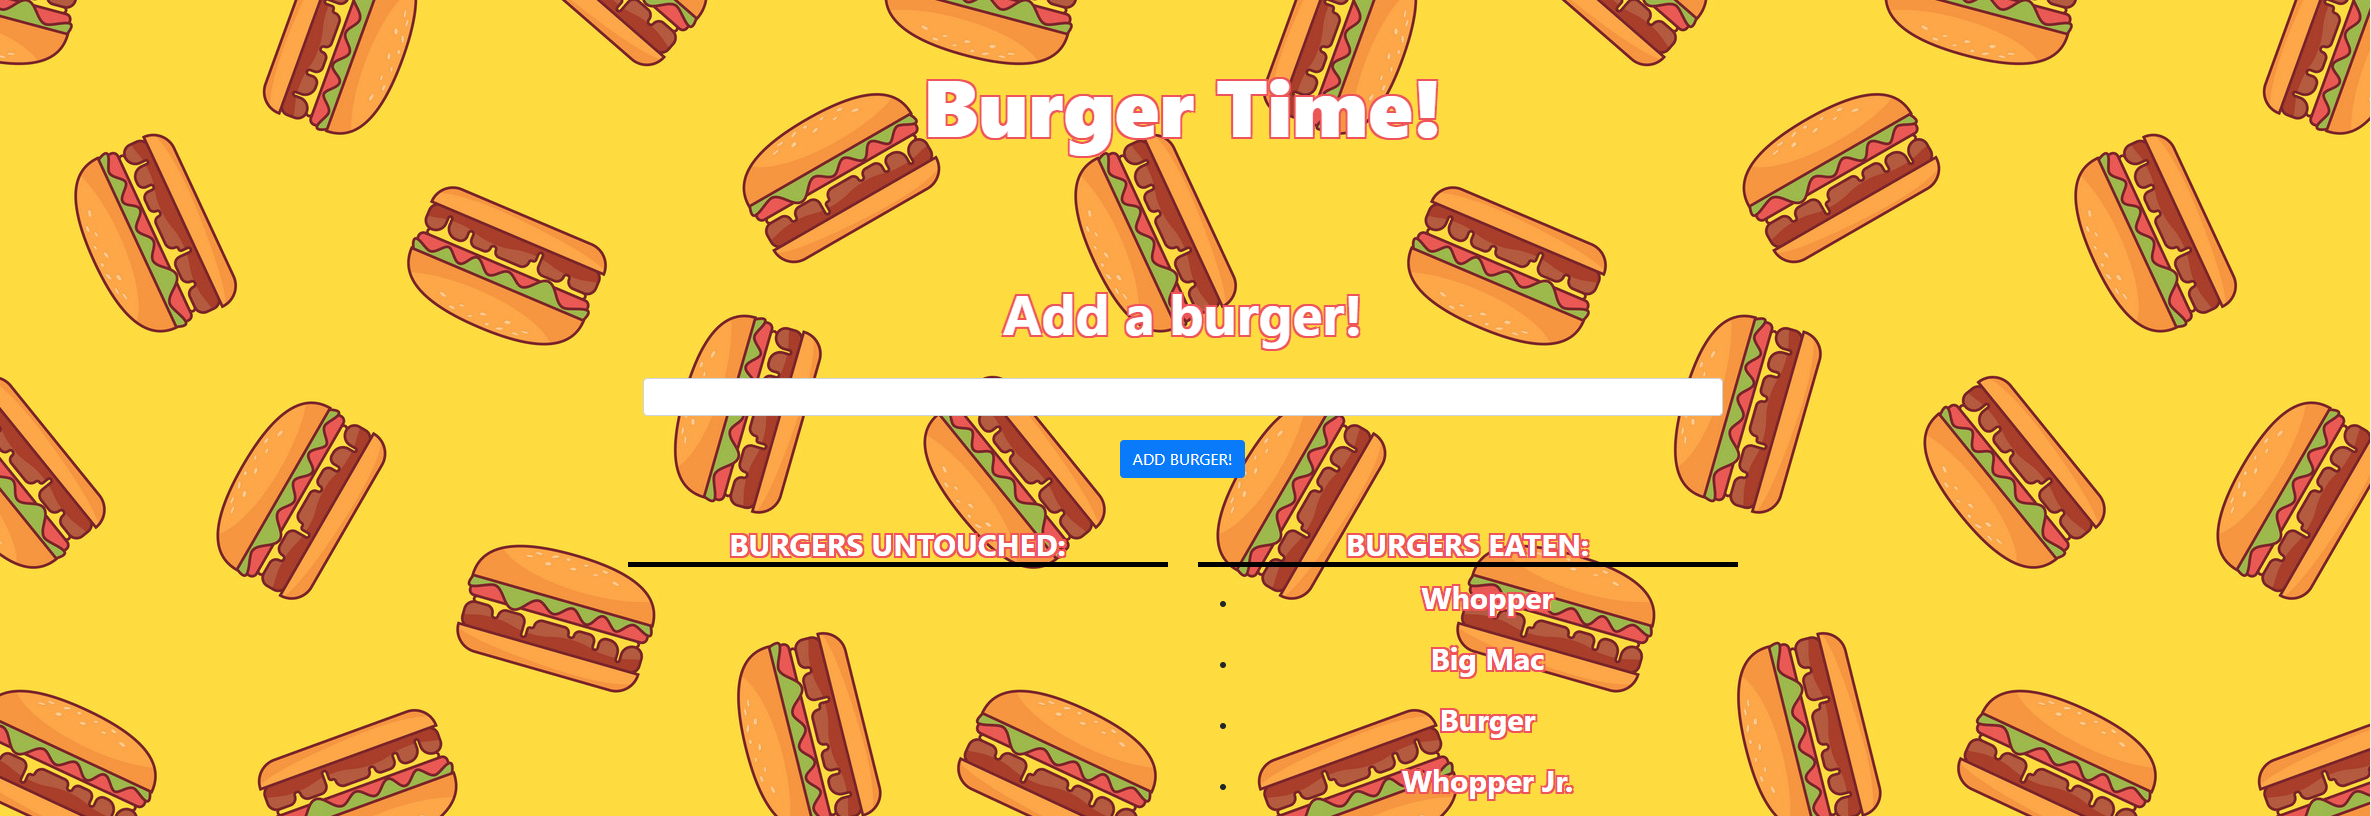 Burger Time!
Add a burger!
ADD BURGER!
BURGERS UNTOUCHED:
BURGERS EATEN:
Whopper
Big Mac
Burger
Whopper Jr.